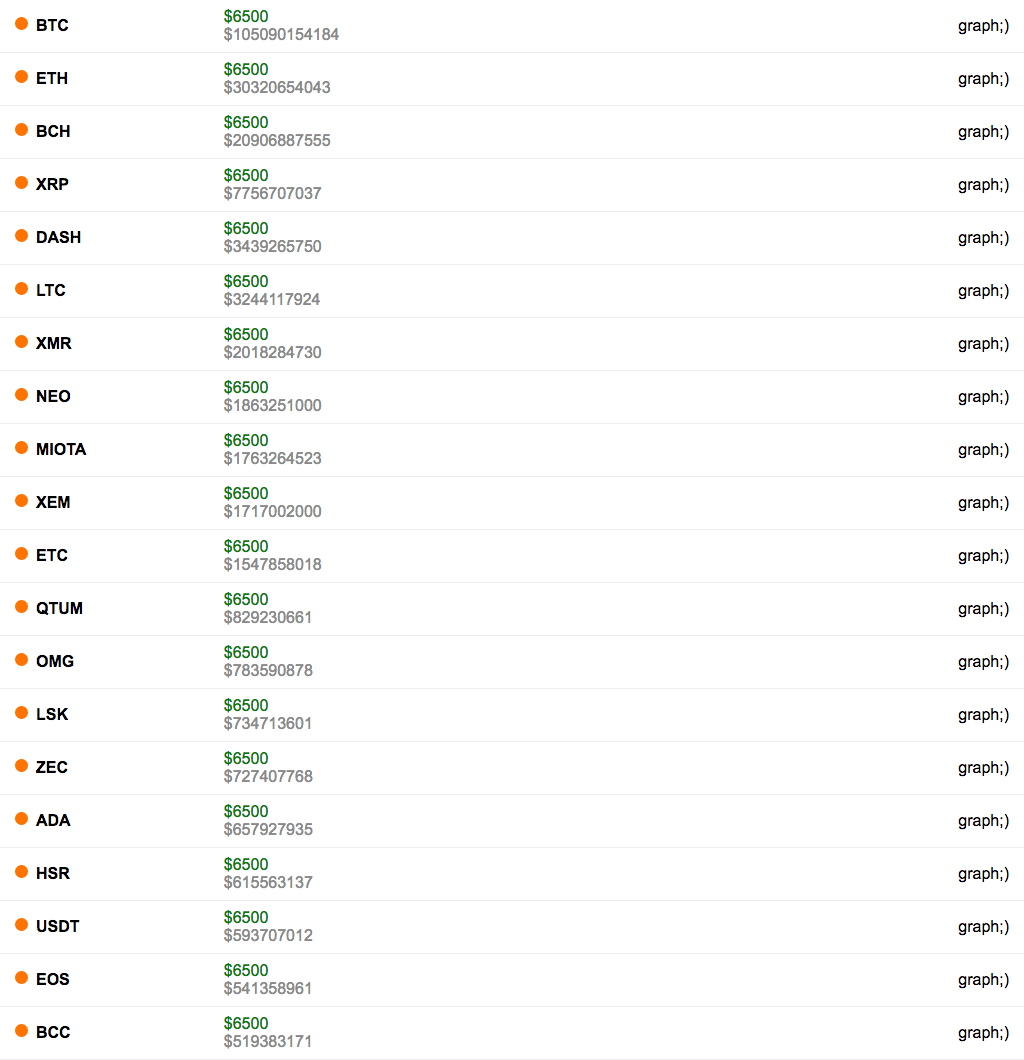 BTC
$6500
$105090154184
graph;)
ETH
$6500
$30320654043
graph;)
BCH
$6500
$20906887555
graph;)
XRP
$6500
$7756707037
graph;)
DASH
$6500
$3439265750
graph;)
LTC
$6500
$3244117924
graph;)
XMR
$6500
$2018284730
graph;)
NEO
$6500
$1863251000
graph;)
MIOTA
$6500
$1763264523
graph;)
XEM
$6500
$1717002000
graph;)
ETC
$6500
$1547858018
graph;)
QTUM
$6500
$829230661
graph;)
OMG
$6500
$783590878
graph;)
LSK
$6500
$734713601
graph;)
ZEC
$6500
$727407768
graph;)
ADA
$6500
$657927935
graph;)
HSR
$6500
$615563137
graph;)
USDT
$6500
$593707012
graph;)
EOS
$6500
$541358961
graph;)
BCC
$6500
$519383171
graph;)